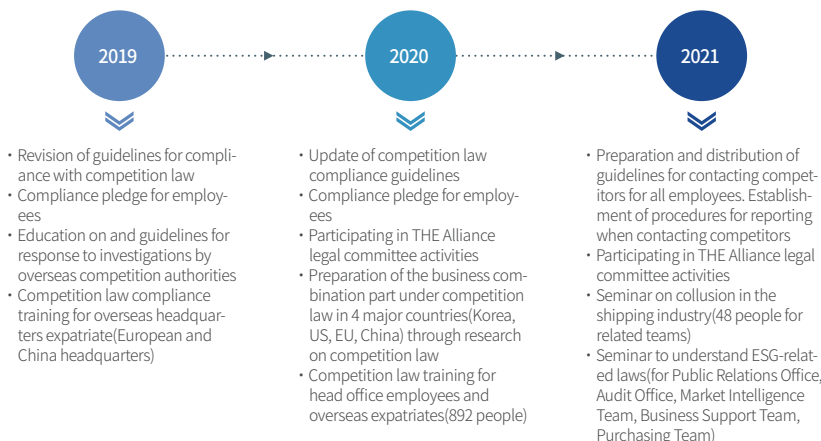 2019
2020
2021
・Revision of guidelines for compli-
ance with competition law
・Compliance pledge for employ-
ees
・Education on and guidelines for
response to investigations by
overseas competition authorities
・Competition law compliance
training for overseas headquar-
ters expatriate(European and
China headquarters)
・Update of competition law
compliance guidelines
・Compliance pledge for employ-
ees
・Participating in THE Alliance
legal committee activities
・Preparation of the business com-
bination part under competition
law in 4 major countries(Korea,
US, EU, China) through research
on competition law
・Competition law training for
head office employees and
overseas expatriates(892 people)
・Preparation and distribution of
guidelines for contacting compet-
itors for all employees. Establish-
ment of procedures for reporting
when contacting competitors
・Participating in THE Alliance legal
committee activities
・Seminar on collusion in the
shipping industry(48 people for
related teams)
・Seminar to understand ESG-relat-
ed laws(for Public Relations Office,
Audit Office, Market Intelligence
Team, Business Support Team,
Purchasing Team)